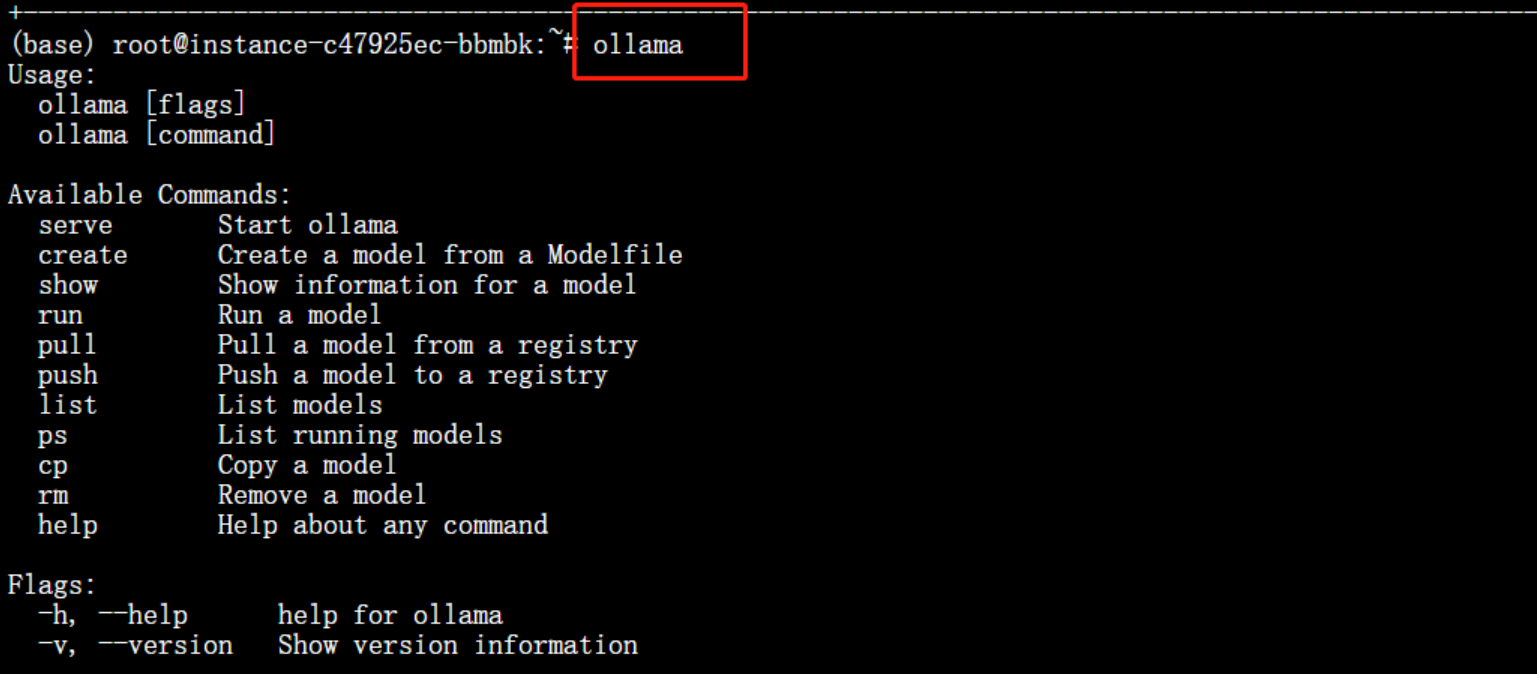 (base) root@instance-c47925ec-bbmbk:~# ollama
Usage:
  ollama [flags]
  ollama [command]

Available Commands:
  serve       Start ollama
  create      Create a model from a Modelfile
  show        Show information for a model
  run         Run a model
  pull        Pull a model from a registry
  push        Push a model to a registry
  list        List models
  ps          List running models
  cp          Copy a model
  rm          Remove a model
  help        Help about any command

Flags:
  -h, --help      help for ollama
  -v, --version   Show version information